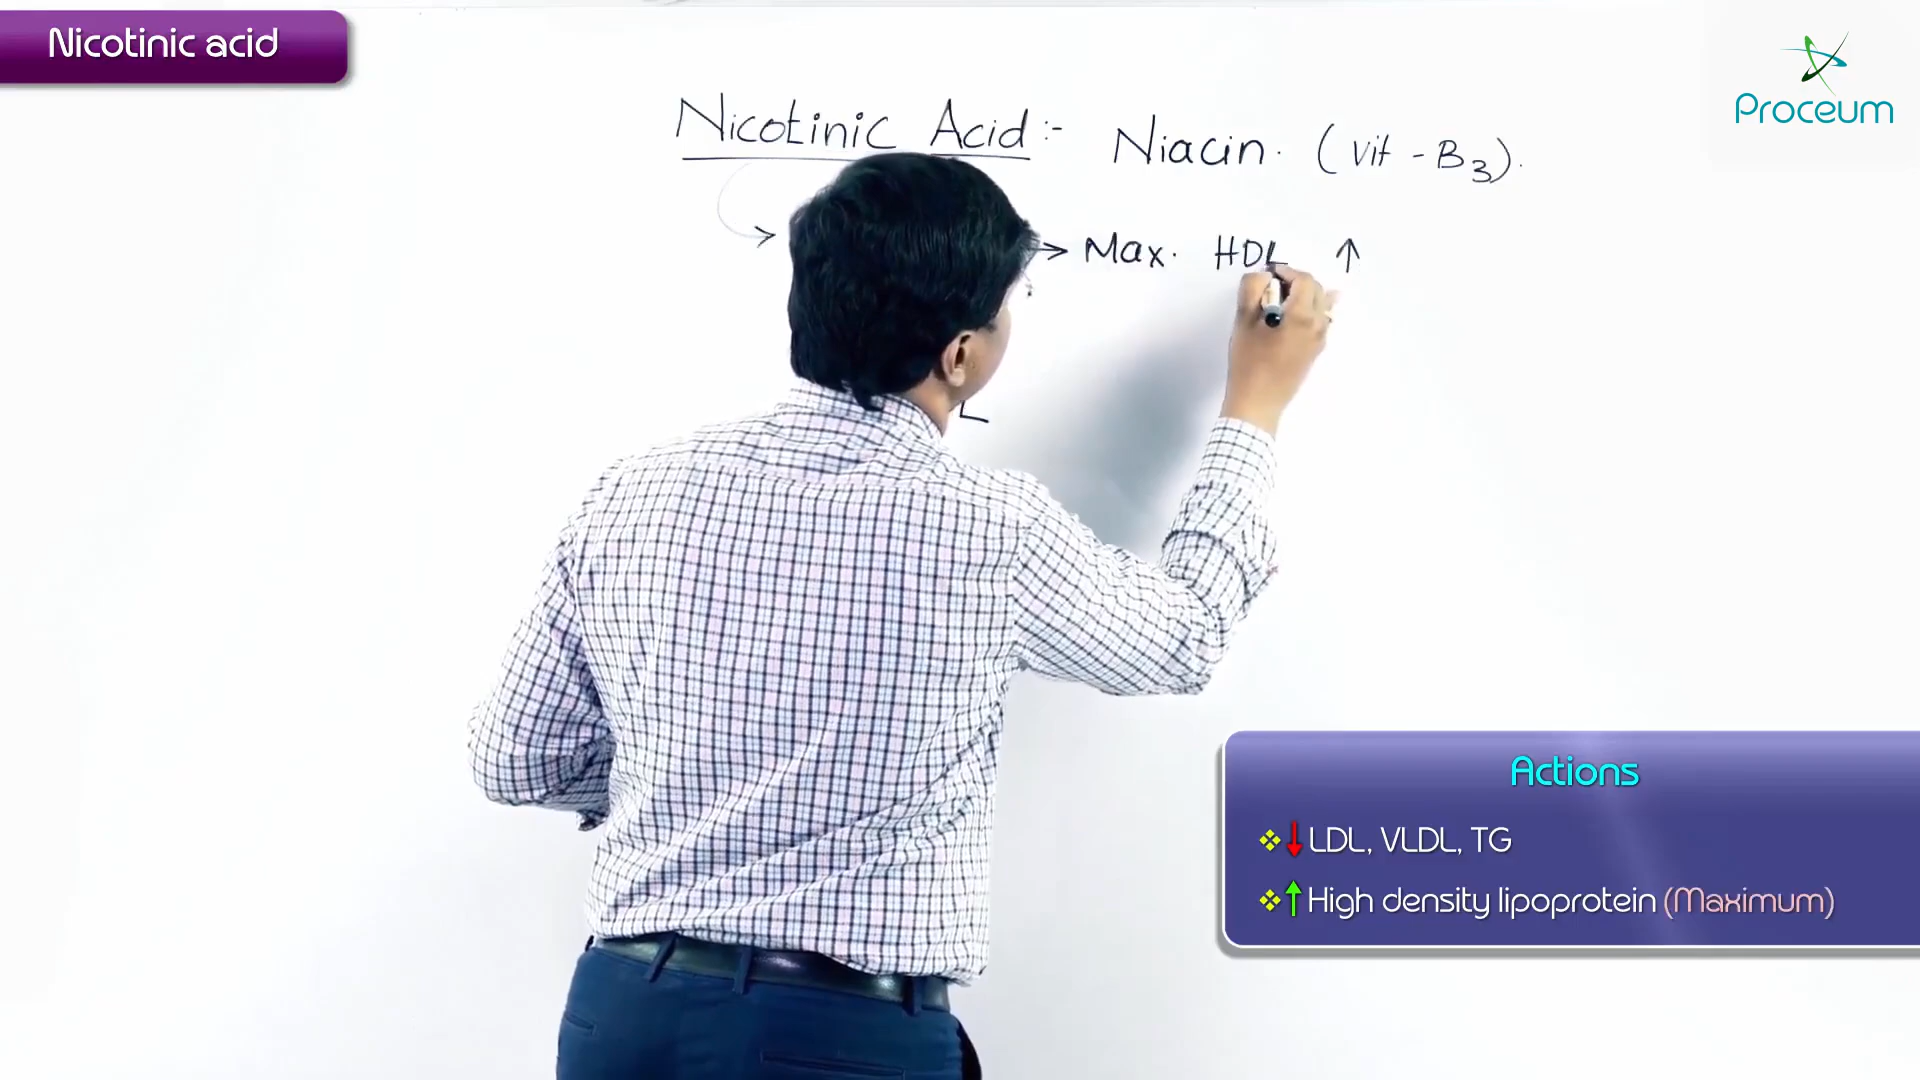 Nicotinic acid
Proceum
Nicotinic Acid :- Niacin. (Vit - B3).
→ Max. HDL ↑
L
Actions
↓ LDL, VLDL, TG
↑ High density lipoprotein (Maximum)